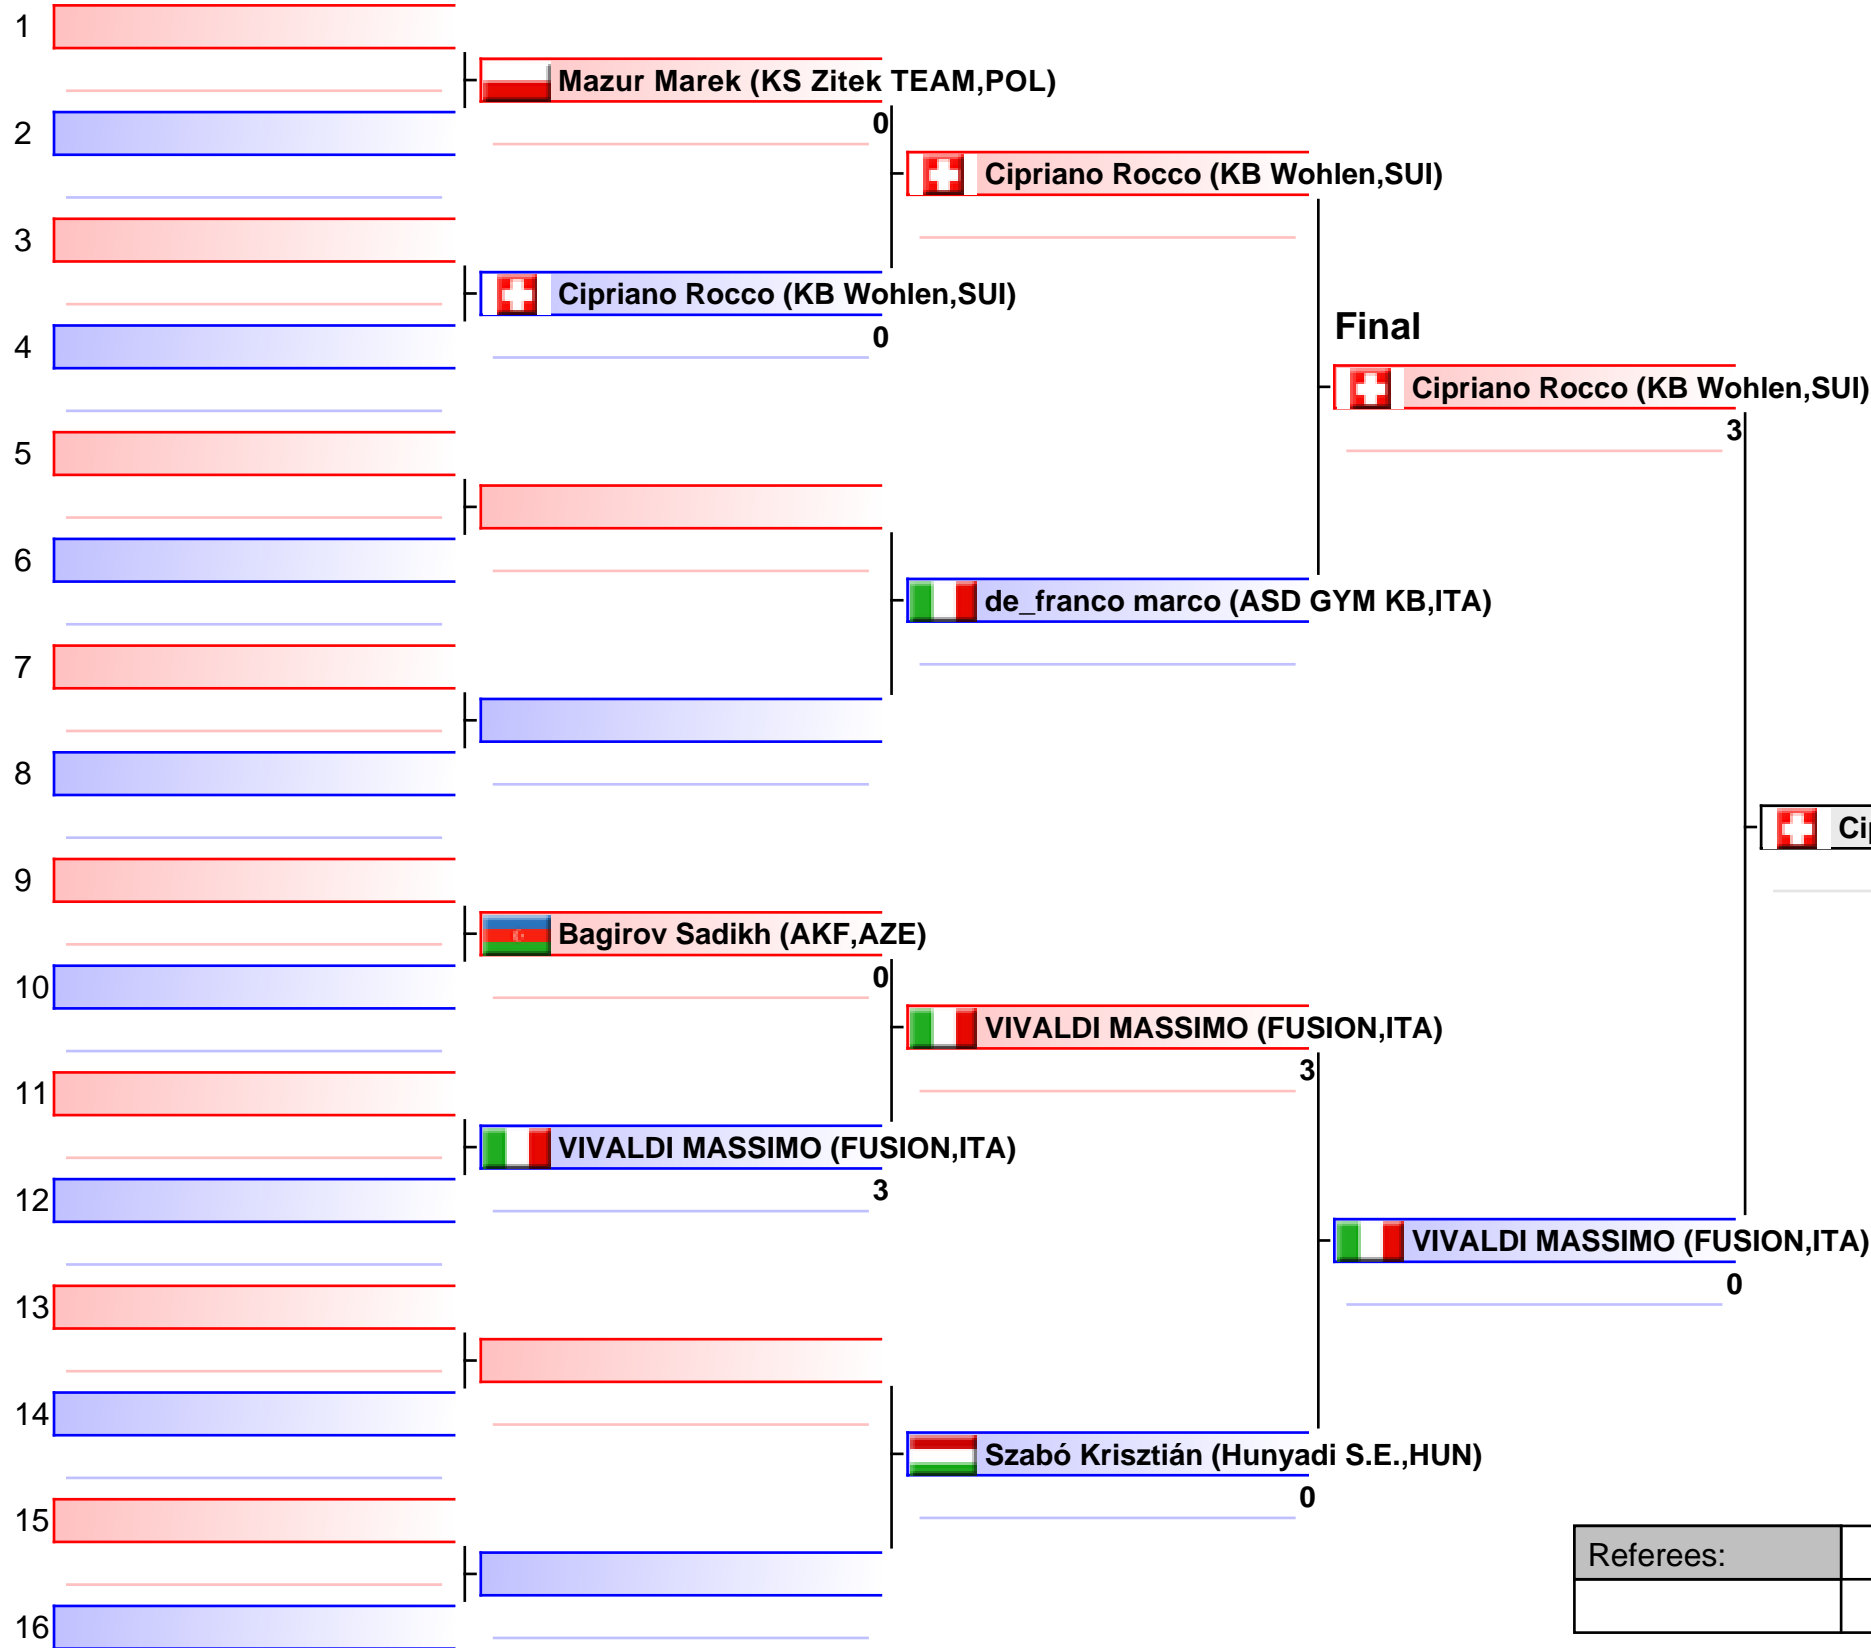 1
Mazur Marek (KS Zitek TEAM,POL)
0
2
Cipriano Rocco (KB Wohlen,SUI)
3
Cipriano Rocco (KB Wohlen,SUI)
0
4
Final
Cipriano Rocco (KB Wohlen,SUI)
3
5
6
de_franco marco (ASD GYM KB,ITA)
7
8
Cip
9
Bagirov Sadikh (AKF,AZE)
0
10
VIVALDI MASSIMO (FUSION,ITA)
3
11
VIVALDI MASSIMO (FUSION,ITA)
3
12
VIVALDI MASSIMO (FUSION,ITA)
0
13
14
Szabó Krisztián (Hunyadi S.E.,HUN)
0
15
Referees:
16